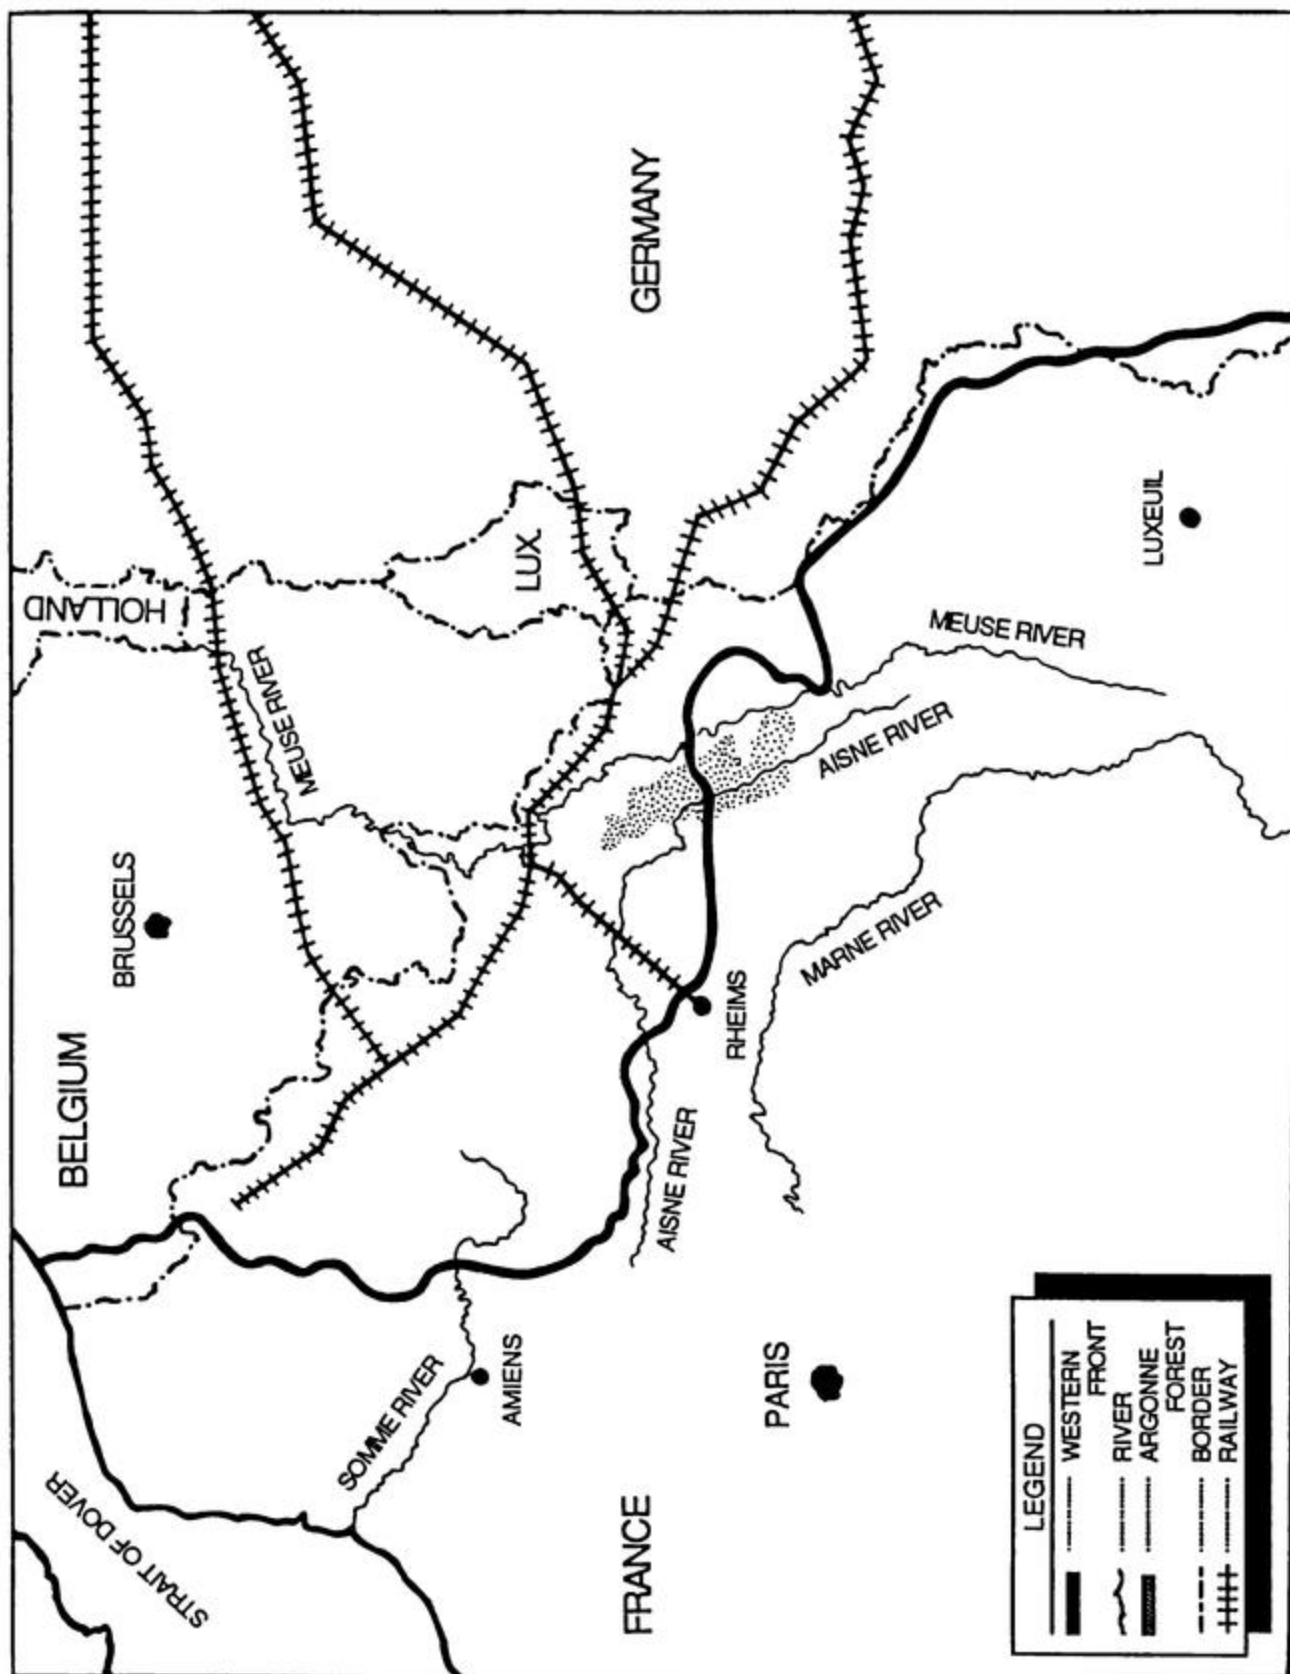 STRAIT OF DOVER
BELGIUM
BRUSSELS
HOLLAND
MEUSE RIVER
LUX.
GERMANY
SOMME RIVER
AMIENS
AISNE RIVER
RHEIMS
AISNE RIVER
MEUSE RIVER
MARNE RIVER
FRANCE
PARIS
LUXEUIL
LEGEND
WESTERN
FRONT
RIVER
ARGONNE
FOREST
BORDER
RAILWAY